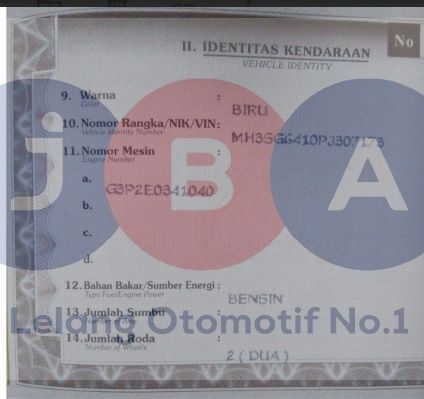 No
II. IDENTITAS KENDARAAN
VEHICLE IDENTITY
9. Warna :
Color
BIRU
10. Nomor Rangka/NIK/VIN :
Vehicle Identity Number
MH3SG6410PJ307173
11. Nomor Mesin :
Engine Number
a. G3P2E0341040
b.
c.
d.
12. Bahan Bakar/Sumber Energi :
Type Fuel/Engine Power
BENSIN
13. Jumlah Sumbu :
14. Jumlah Roda :
Number of Wheels
2 (DUA)
jBA
Lelang Otomotif No.1